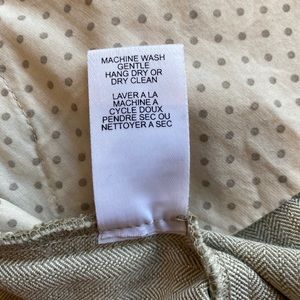 MACHINE WASH
GENTLE
HANG DRY OR
DRY CLEAN
LAVER A LA
MACHINE A
CYCLE DOUX
PENDRE SEC OU
NETTOYER A SEC